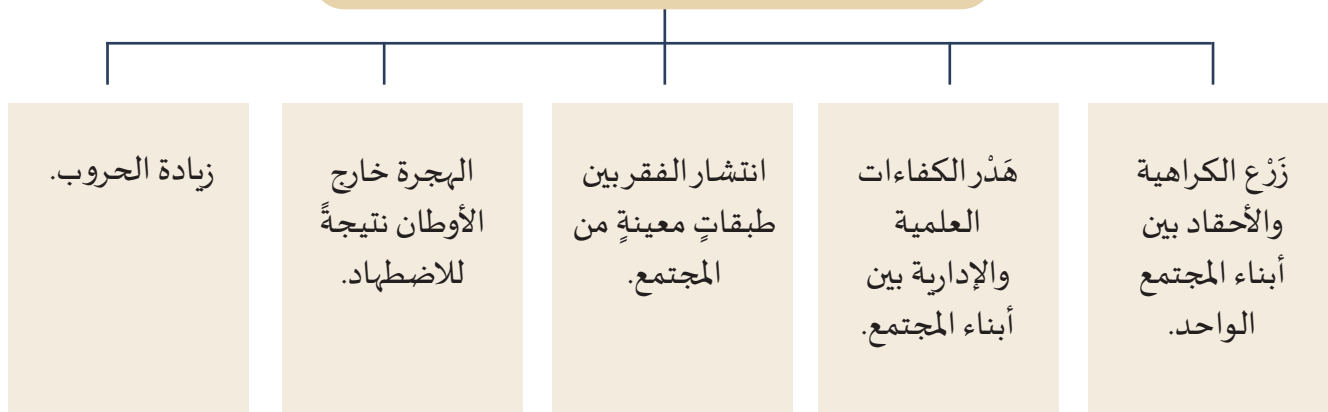 زَرْع الكراهية
والأحقاد بين
أبناء المجتمع
الواحد.
هَدْر الكفاءات
العلمية
والإدارية بين
أبناء المجتمع.
انتشار الفقر بين
طبقاتٍ معينةٍ من
المجتمع.
الهجرة خارج
الأوطان نتيجةً
للاضطهاد.
زيادة الحروب.